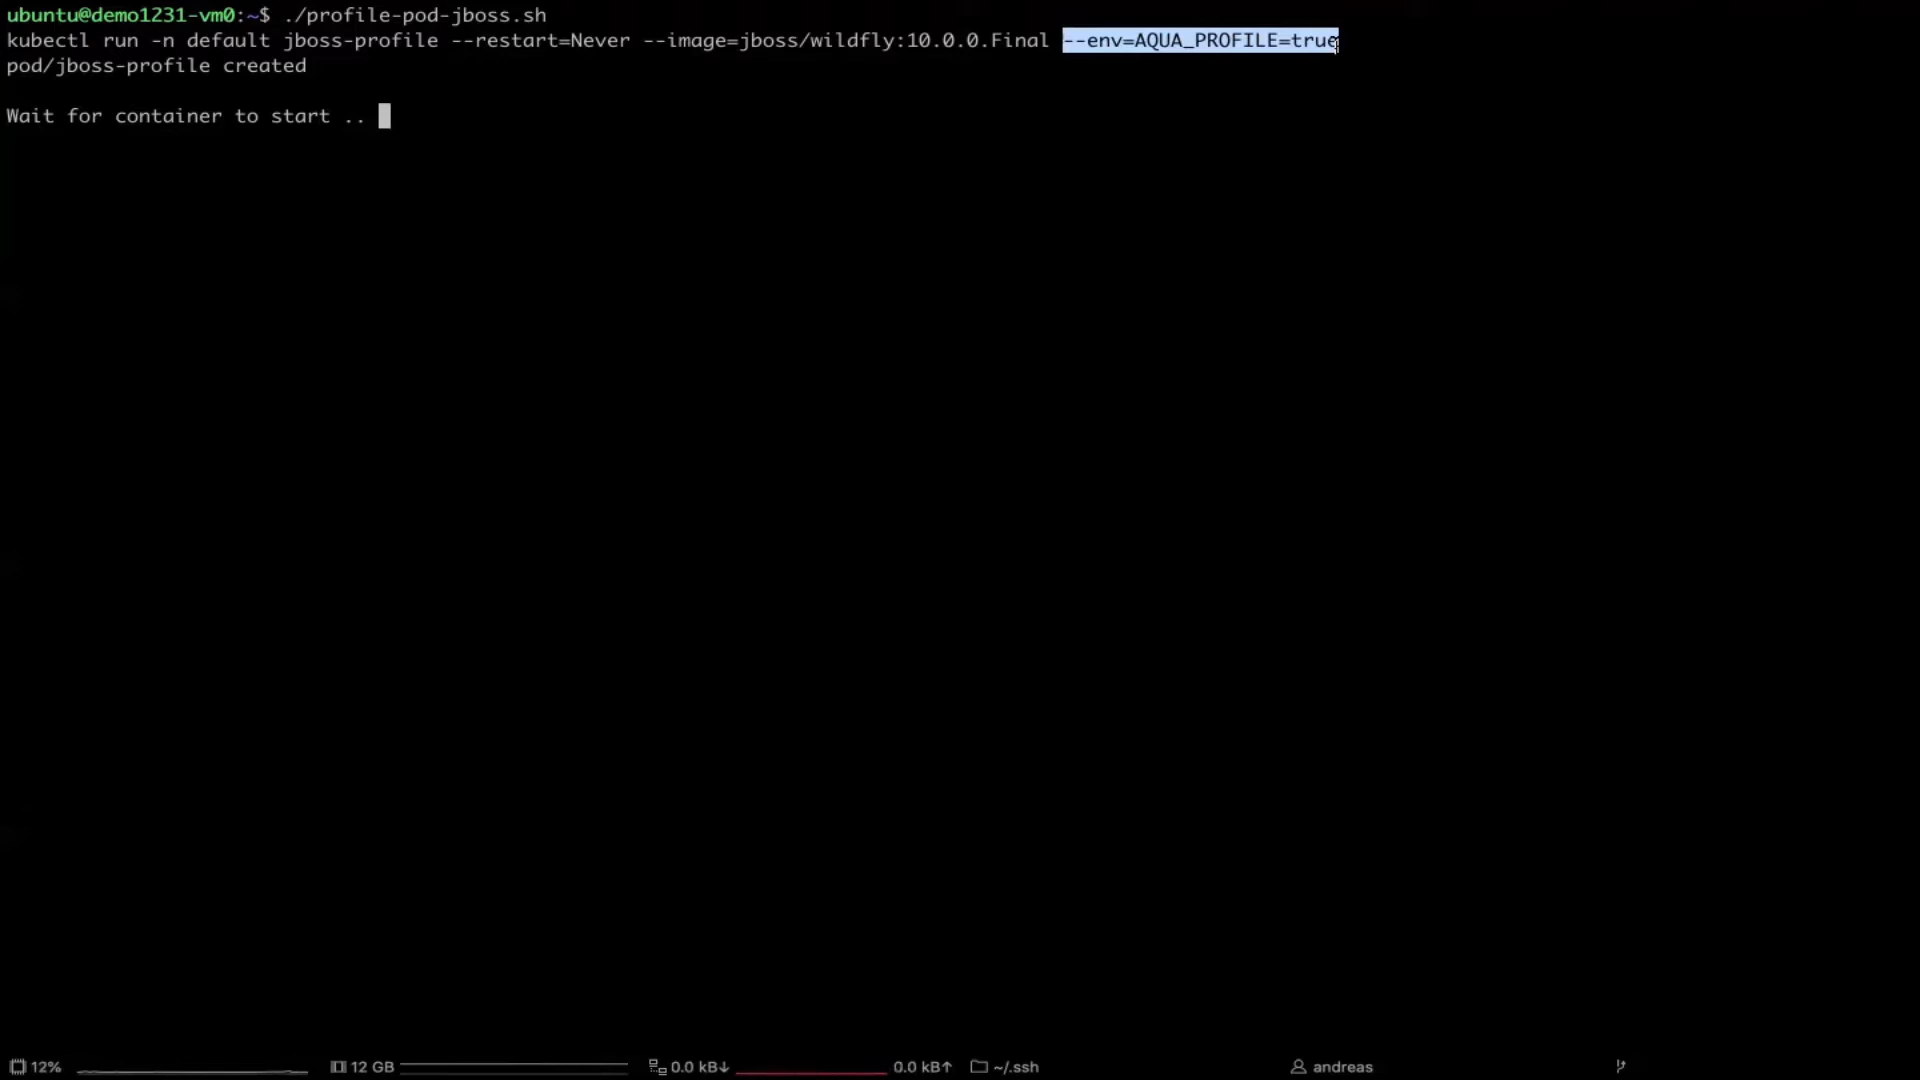 ubuntu@demo1231-vm0:~$ ./profile-pod-jboss.sh
kubectl run -n default jboss-profile --restart=Never --image=jboss/wildfly:10.0.0.Final --env=AQUA_PROFILE=true
pod/jboss-profile created
Wait for container to start ..
12% 12 GB 0.0 kB↓ 0.0 kB↑ ~/.ssh andreas